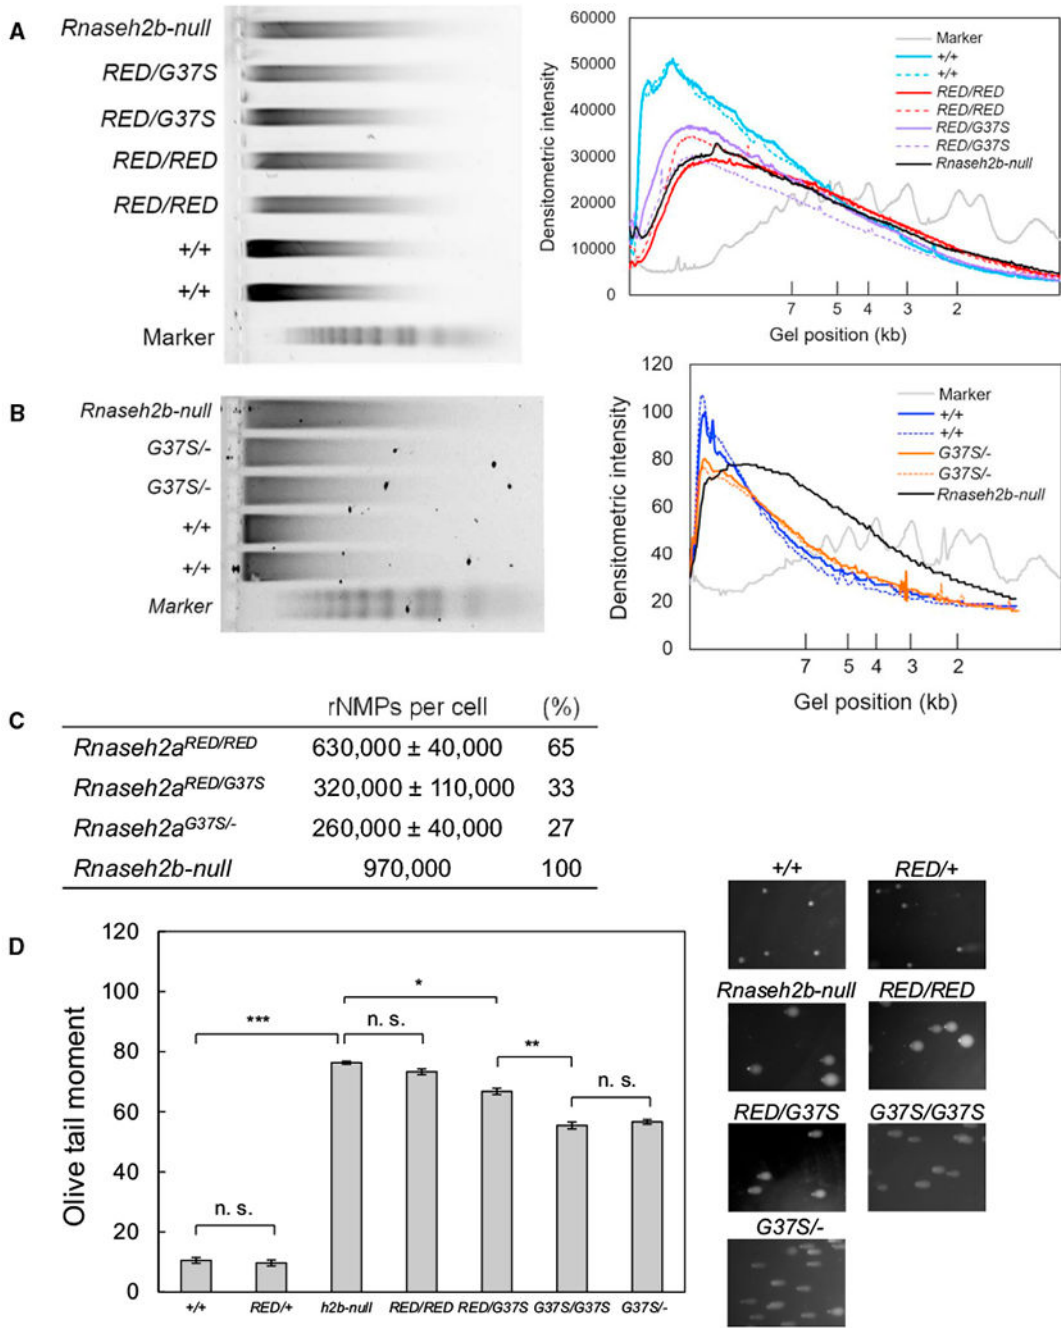 A
Rnaseh2b-null
RED/G37S
RED/G37S
RED/RED
RED/RED
+/+
+/+
Marker
Densitometric intensity
60000
50000
40000
30000
20000
10000
0
7 5 4 3 2
Gel position (kb)
Marker
+/+
+/+
RED/RED
RED/RED
RED/G37S
RED/G37S
Rnaseh2b-null
B
Rnaseh2b-null
G37S/-
G37S/-
+/+
+/+
Marker
Densitometric intensity
120
100
80
60
40
20
0
7 5 4 3 2
Gel position (kb)
Marker
+/+
+/+
G37S/-
G37S/-
Rnaseh2b-null
C
rNMPs per cell (%)
Rnaseh2a^RED/RED 630,000 ± 40,000 65
Rnaseh2a^RED/G37S 320,000 ± 110,000 33
Rnaseh2a^G37S/- 260,000 ± 40,000 27
Rnaseh2b-null 970,000 100
D
Olive tail moment
120
100
80
60
40
20
0
n. s.
***
*
n. s.
**
n. s.
+/+ RED/+ h2b-null RED/RED RED/G37S G37S/G37S G37S/-
+/+ RED/+
Rnaseh2b-null RED/RED
RED/G37S G37S/G37S
G37S/-